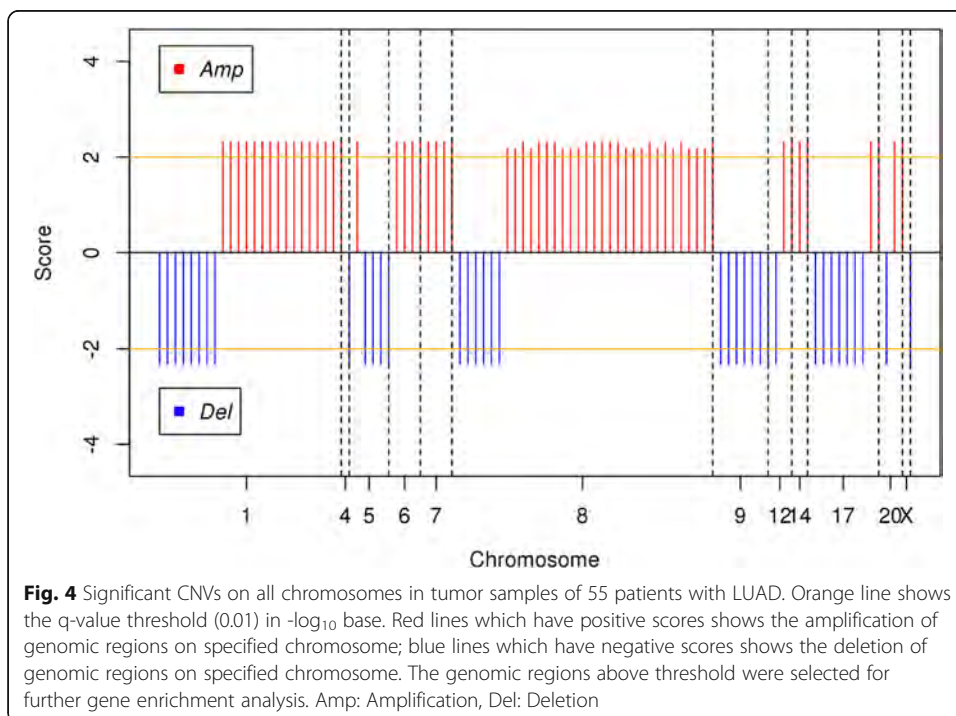 Amp
Del
4
2
0
-2
-4
Score
1 4 5 6 7 8 9 12 14 17 20 X
Chromosome
Fig. 4 Significant CNVs on all chromosomes in tumor samples of 55 patients with LUAD. Orange line shows
the q-value threshold (0.01) in -log₁₀ base. Red lines which have positive scores shows the amplification of
genomic regions on specified chromosome; blue lines which have negative scores shows the deletion of
genomic regions on specified chromosome. The genomic regions above threshold were selected for
further gene enrichment analysis. Amp: Amplification, Del: Deletion